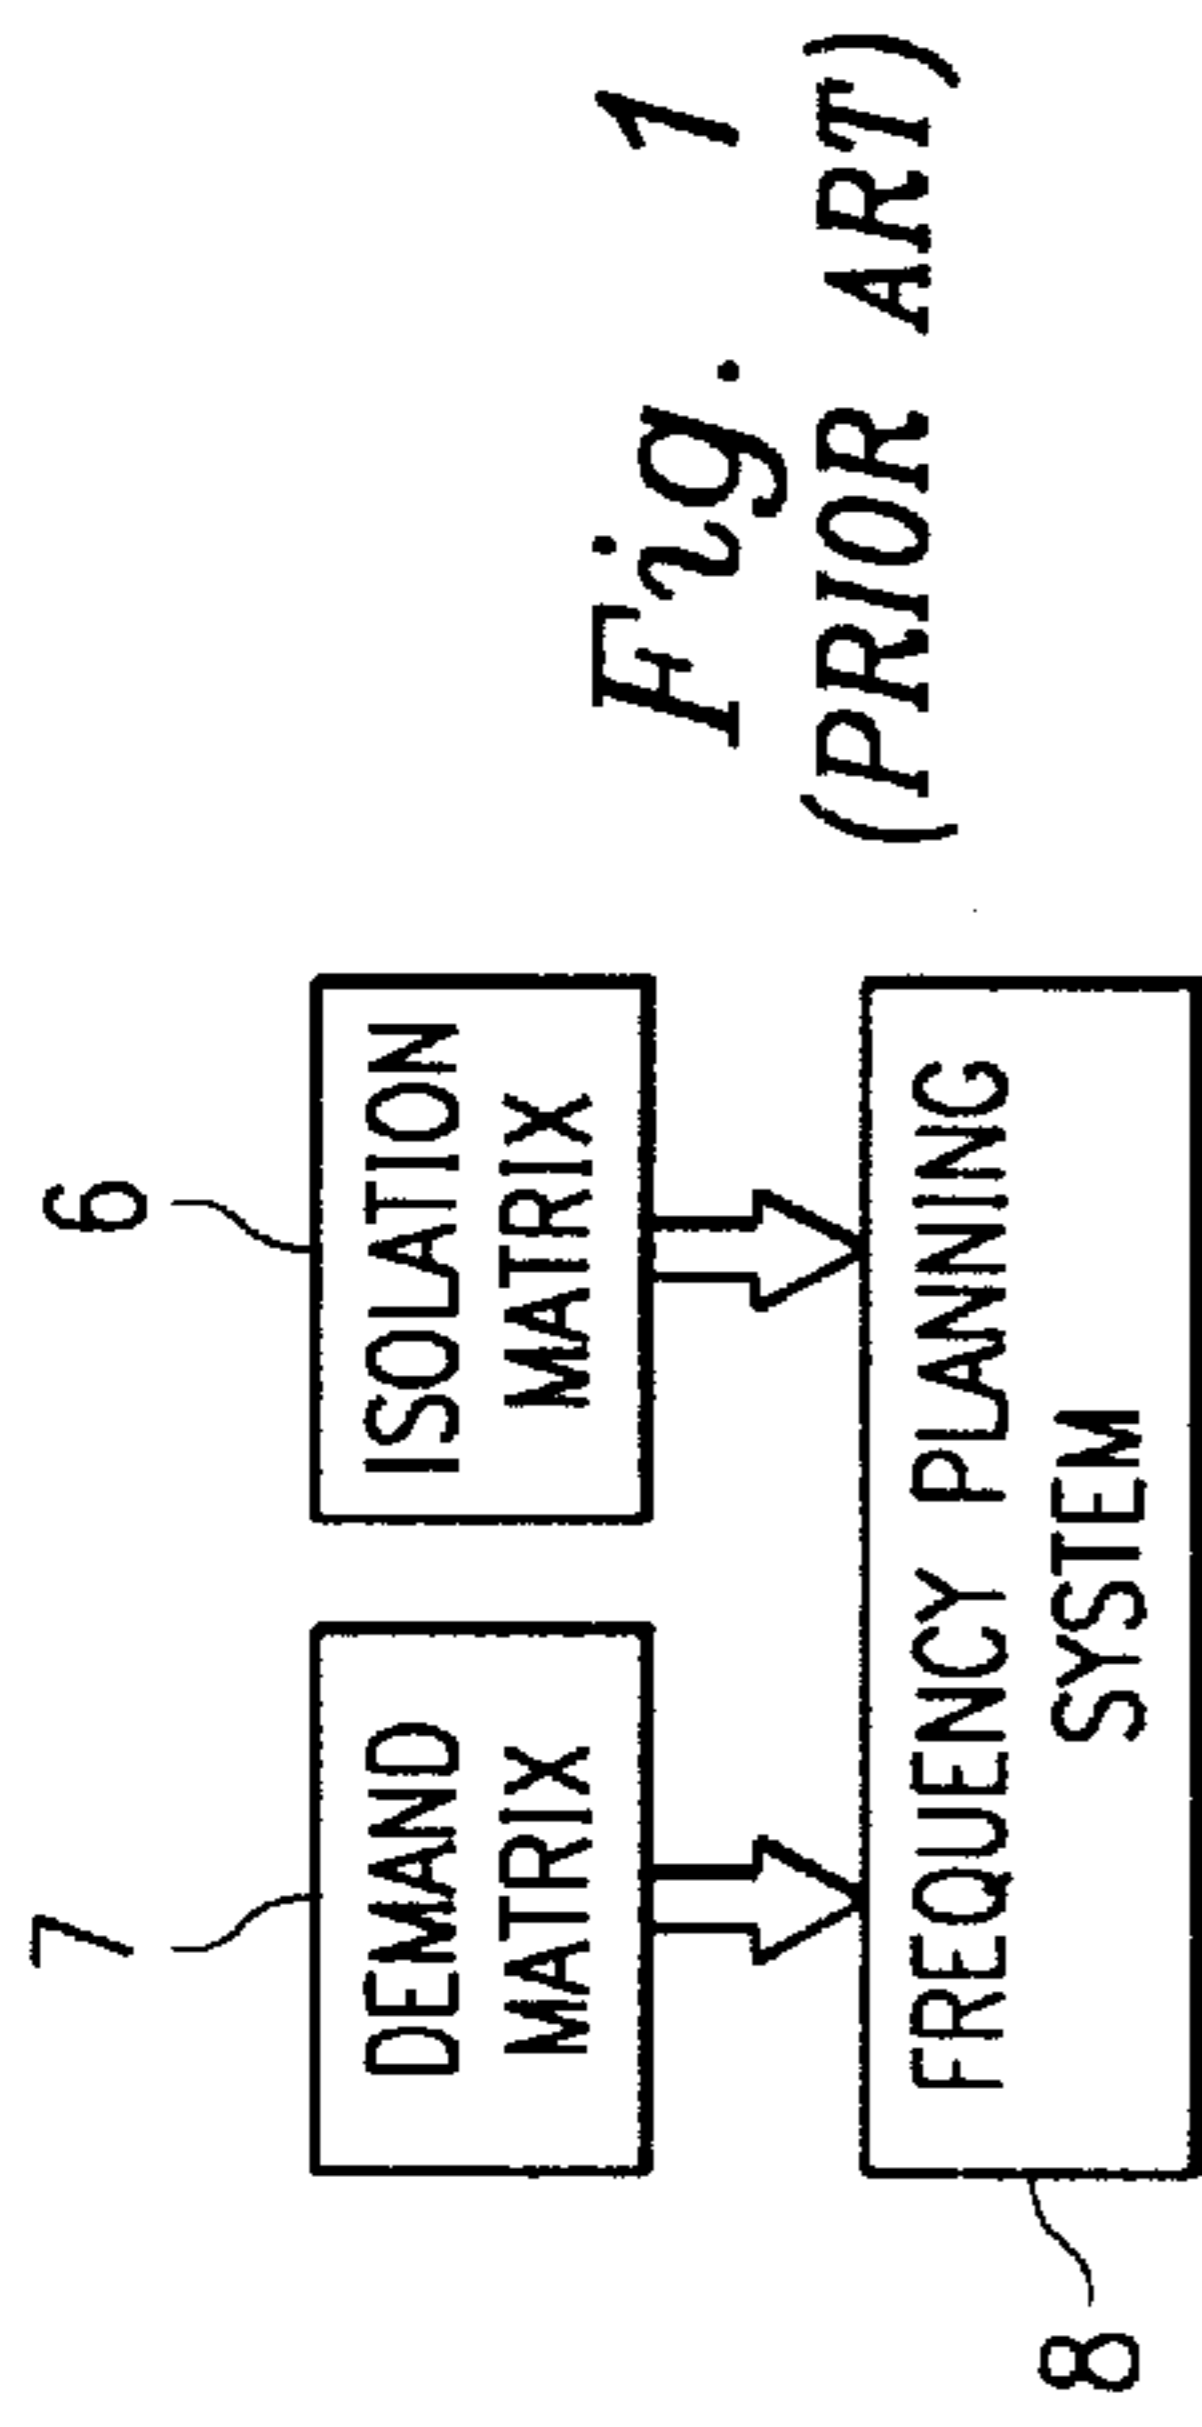 7
6
DEMAND
MATRIX
ISOLATION
MATRIX
FREQUENCY PLANNING
SYSTEM
8
Fig. 1
(PRIOR ART)